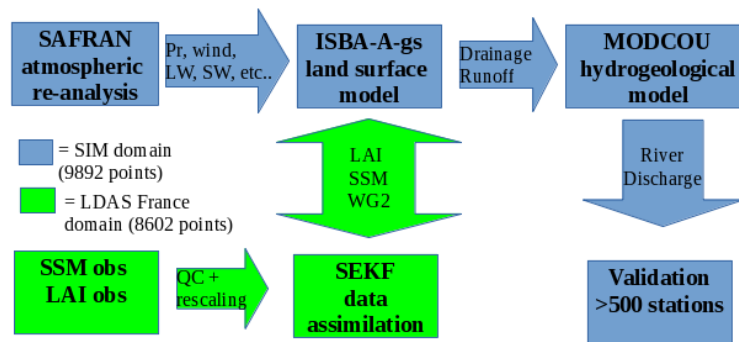 SAFRAN
atmospheric
re-analysis
Pr, wind,
LW, SW, etc..
ISBA-A-gs
land surface
model
Drainage
Runoff
MODCOU
hydrogeological
model
= SIM domain
(9892 points)
= LDAS France
domain (8602 points)
LAI
SSM
WG2
River
Discharge
SSM obs
LAI obs
QC +
rescaling
SEKF
data
assimilation
Validation
>500 stations